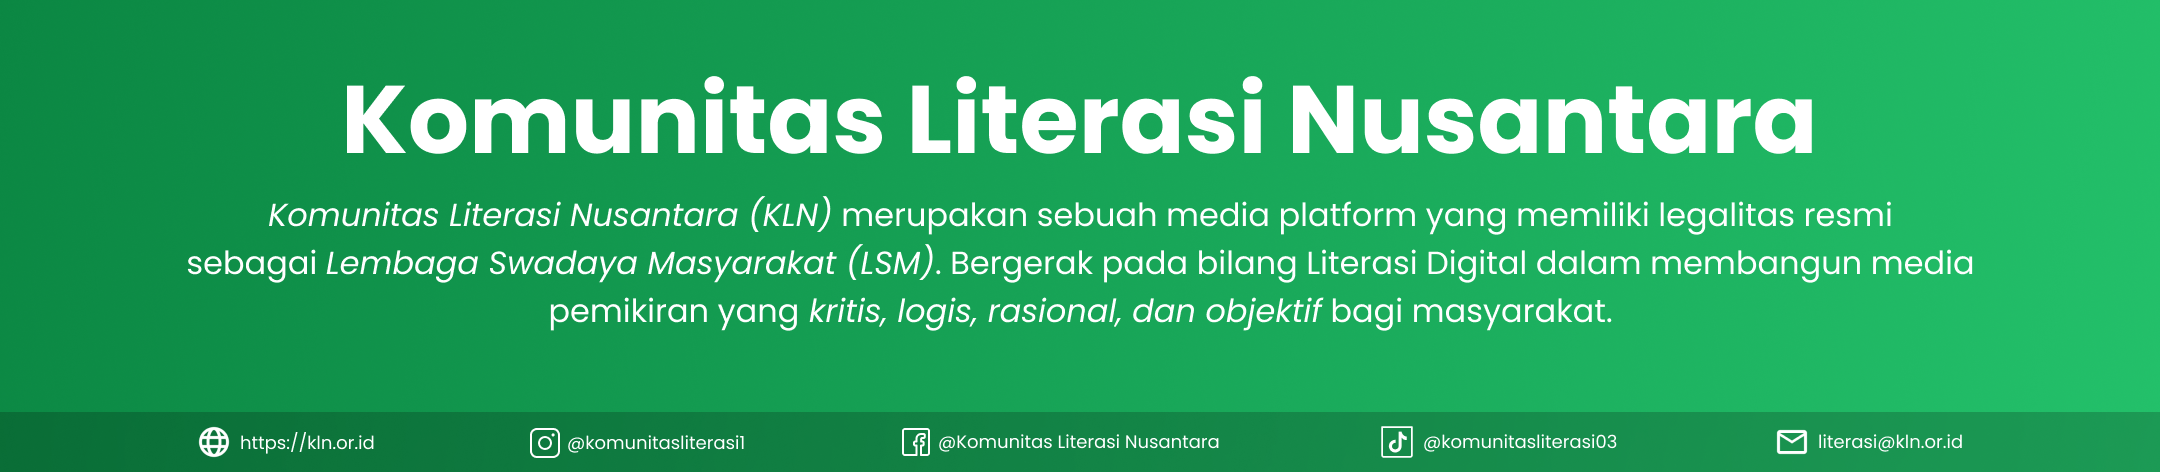 Komunitas Literasi Nusantara
Komunitas Literasi Nusantara (KLN) merupakan sebuah media platform yang memiliki legalitas resmi
sebagai Lembaga Swadaya Masyarakat (LSM). Bergerak pada bilang Literasi Digital dalam membangun media
pemikiran yang kritis, logis, rasional, dan objektif bagi masyarakat.
https://kln.or.id
@komunitasliterasi1
@Komunitas Literasi Nusantara
@komunitasliterasi03
literasi@kln.or.id